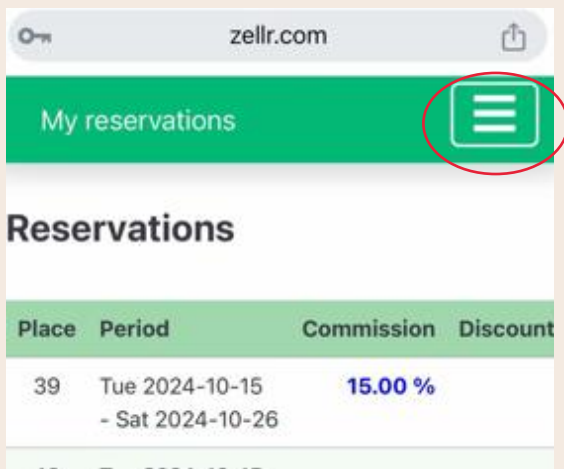 zellr.com
My reservations
Reservations
Place Period Commission Discount
39 Tue 2024-10-15 15.00 %
- Sat 2024-10-26